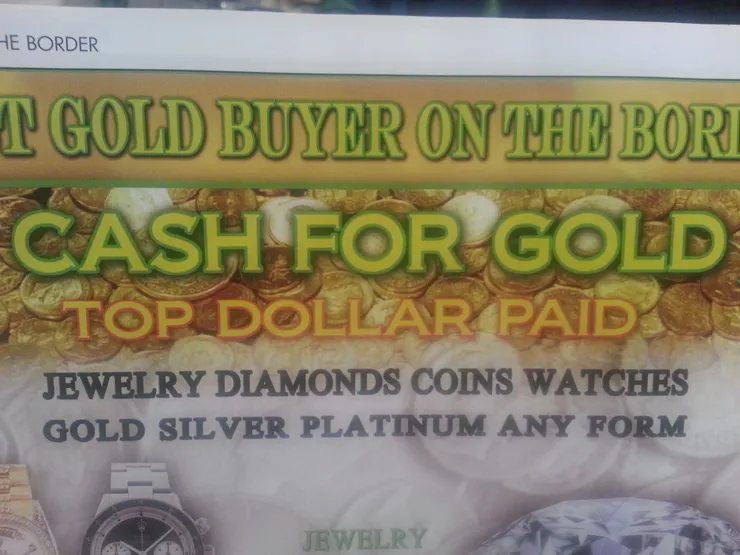 HE BORDER
T GOLD BUYER ON THE BORD
CASH FOR GOLD
TOP DOLLAR PAID
JEWELRY DIAMONDS COINS WATCHES
GOLD SILVER PLATINUM ANY FORM
JEWELRY